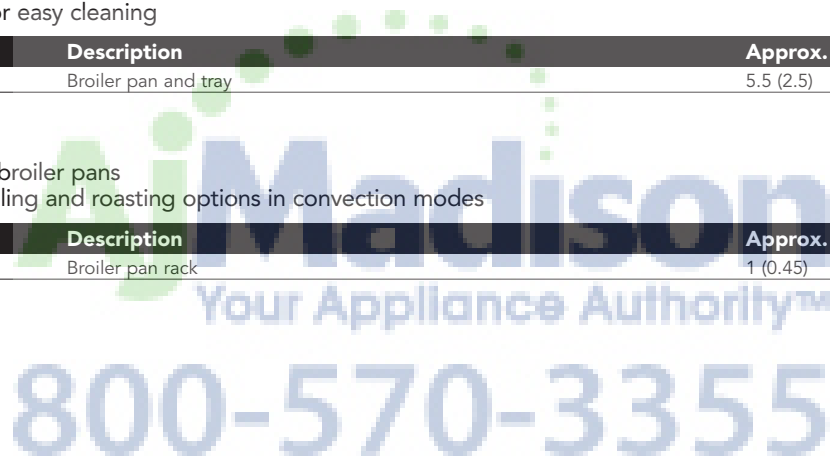 or easy cleaning
Description Approx.
Broiler pan and tray 5.5 (2.5)
broiler pans
ling and roasting options in convection modes
Description Approx.
Broiler pan rack 1 (0.45)
AjMadison
Your Appliance Authority™
800-570-3355